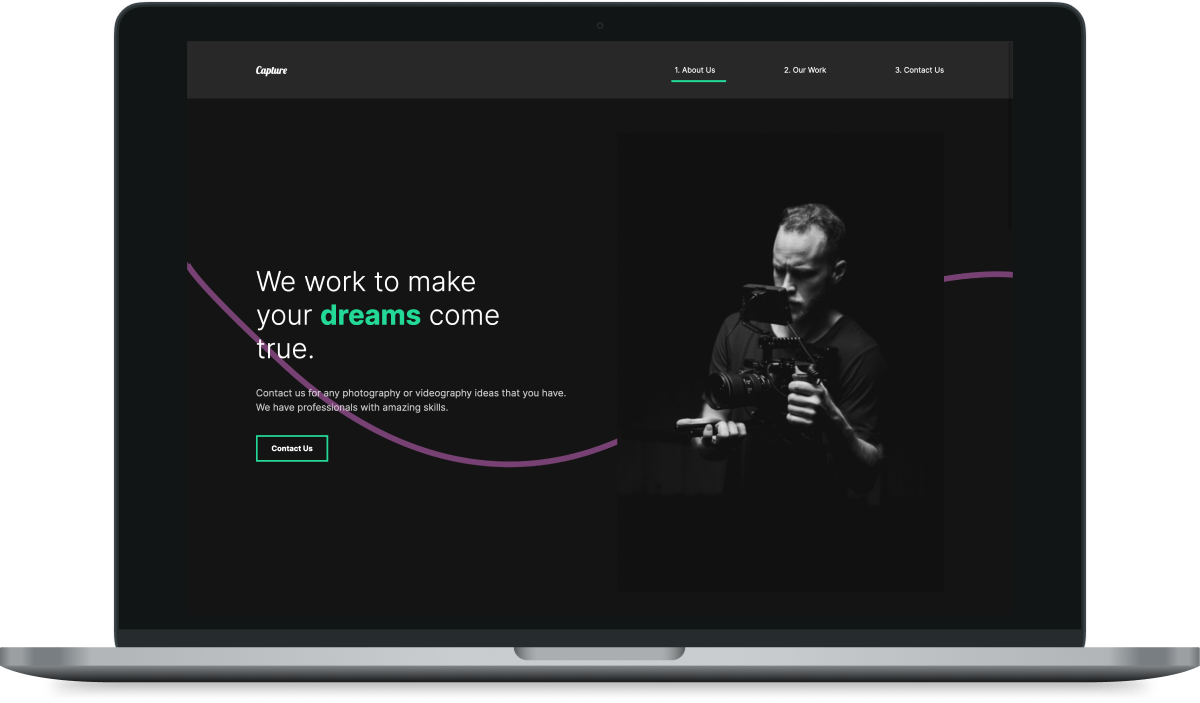 Capture
1. About Us
2. Our Work
3. Contact Us
We work to make
your dreams come
true.
Contact us for any photography or videography ideas that you have.
We have professionals with amazing skills.
Contact Us